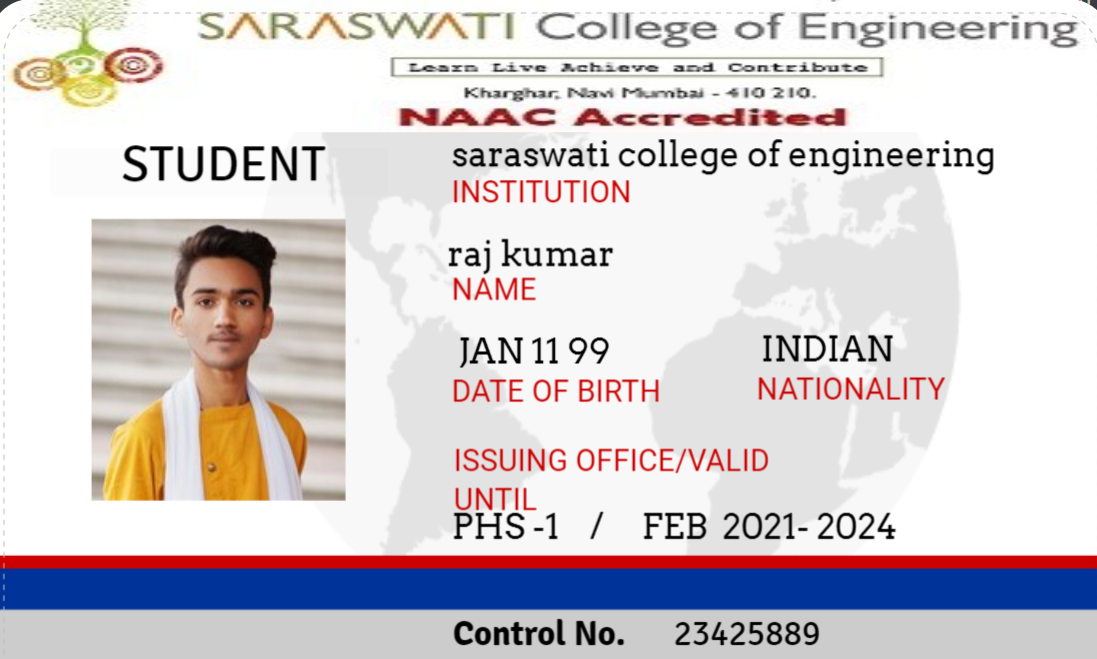 SARASWATI College of Engineering
Learn Live Achieve and Contribute
Kharghar, Navi Mumbai - 410 210.
NAAC Accredited
STUDENT
saraswati college of engineering
INSTITUTION
raj kumar
NAME
JAN 11 99
DATE OF BIRTH
INDIAN
NATIONALITY
ISSUING OFFICE/VALID
UNTIL
PHS -1 / FEB 2021- 2024
Control No. 23425889